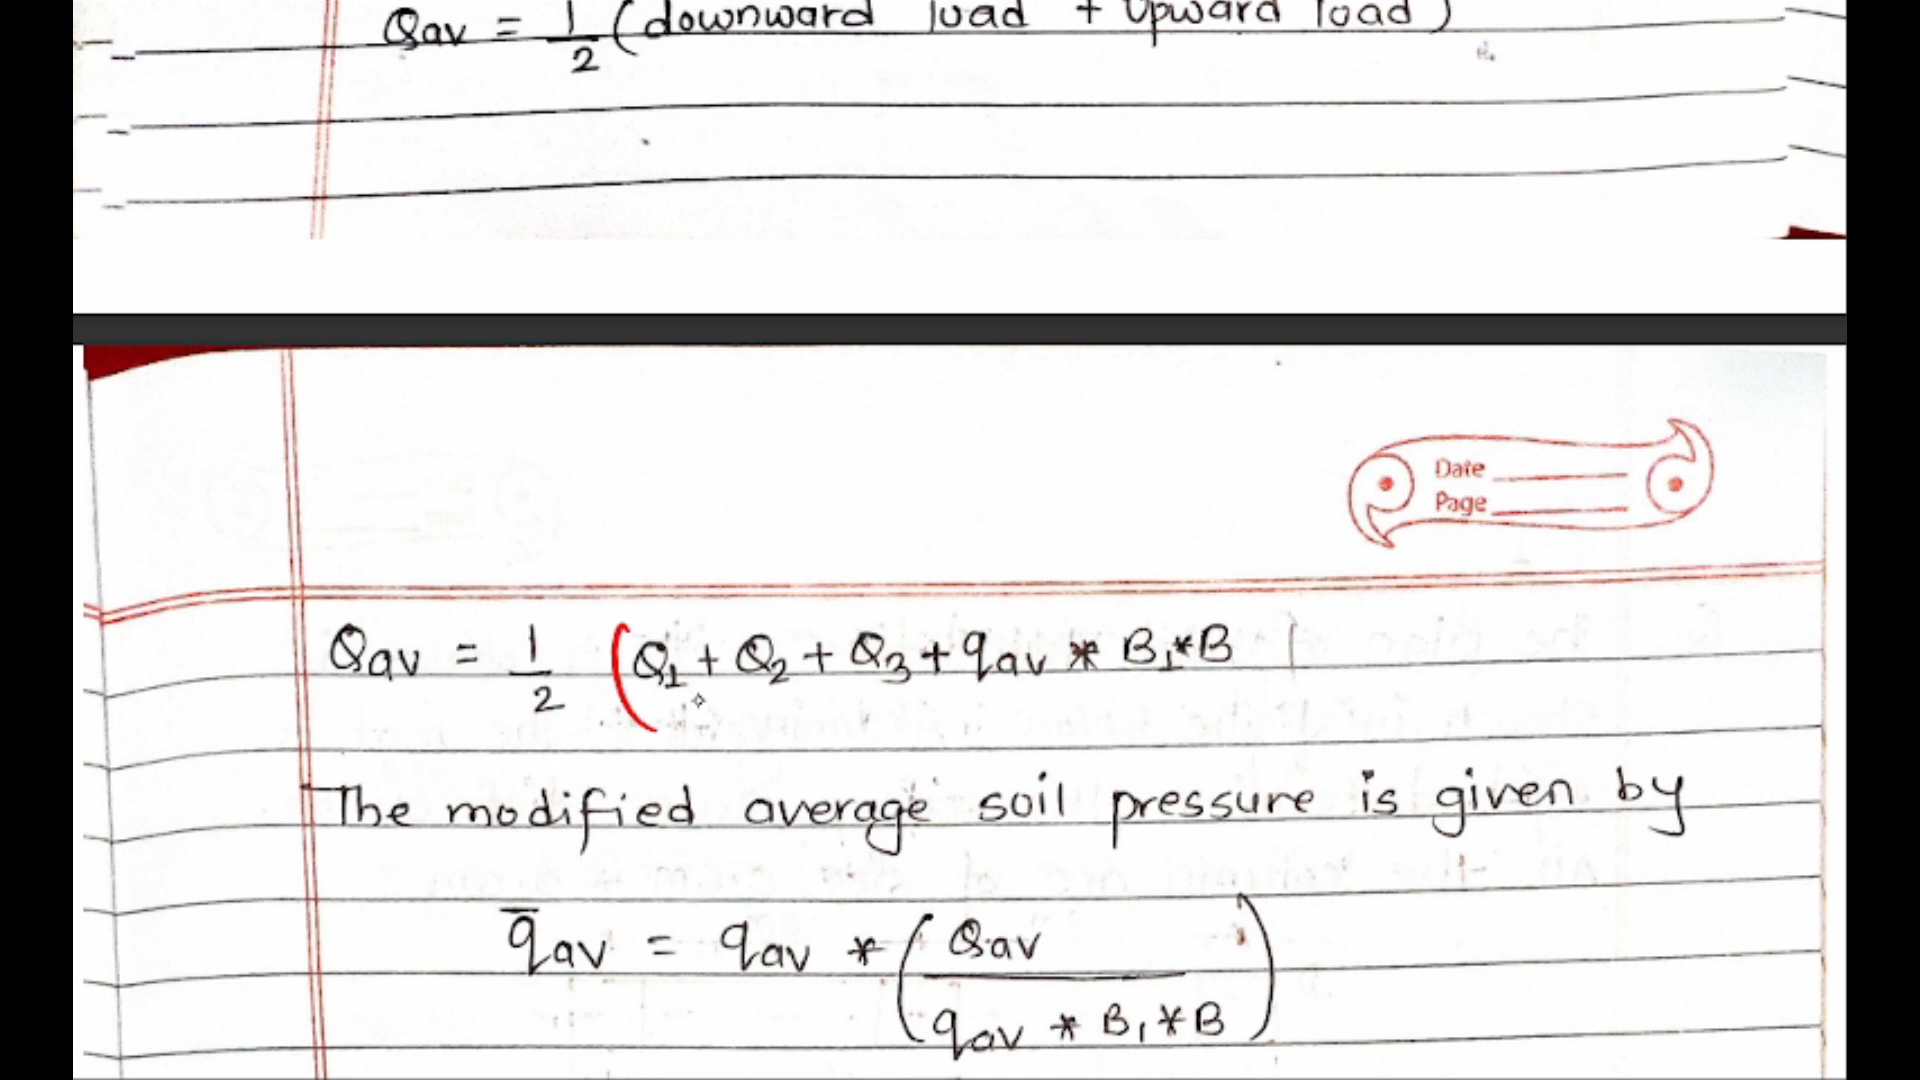 Qav = 1/2 (downward load + Upward load)
Date
Page
Qav = 1/2 (Q₁ + Q₂ + Q₃ + qav * B₁*B
The modified average soil pressure is given by
q̅av = qav * (Qav / qav * B₁ * B)